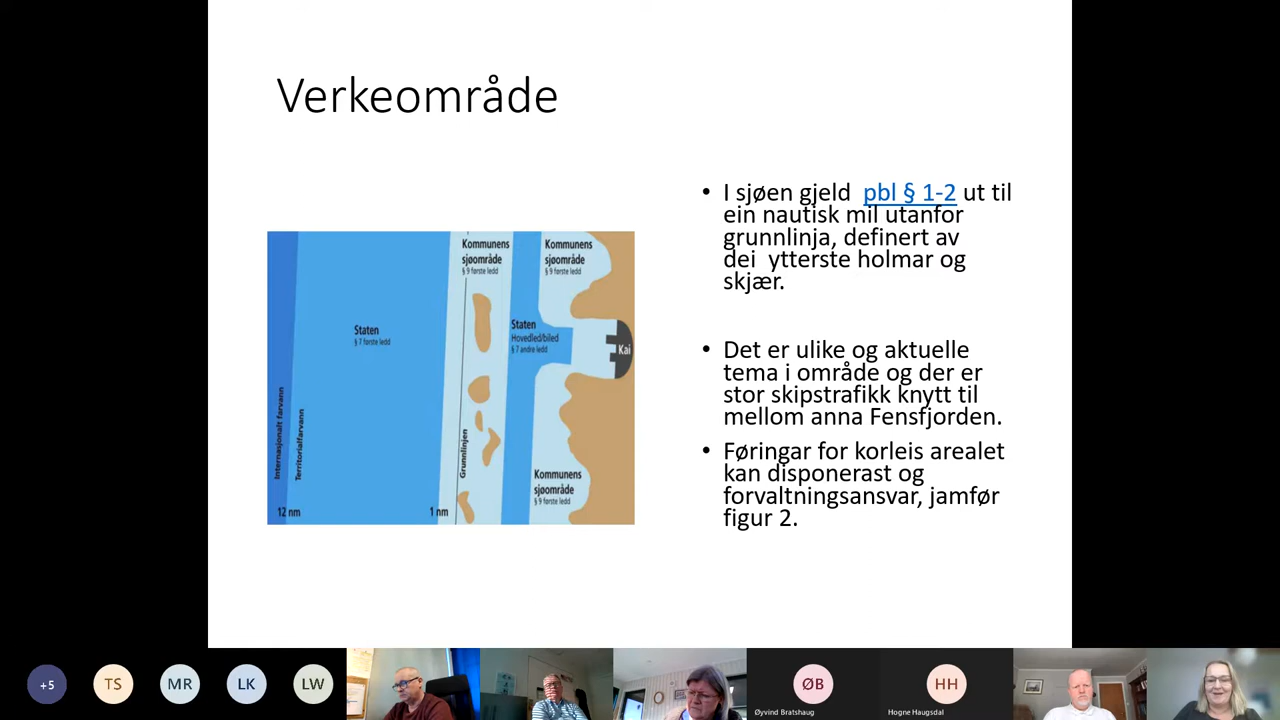 Verkeområde
Kommunens
sjøområde
§ 9 første ledd
Kommunens
sjøområde
§ 9 første ledd
Staten
§ 7 første ledd
Staten
Hovedled/biled
§ 7 andre ledd
Kai
Internasjonalt farvann
Territorialfarvann
Grunnlinjen
Kommunens
sjøområde
§ 9 første ledd
12 nm
1 nm
• I sjøen gjeld pbl § 1-2 ut til
ein nautisk mil utanfor
grunnlinja, definert av
dei ytterste holmar og
skjær.
• Det er ulike og aktuelle
tema i område og der er
stor skipstrafikk knytt til
mellom anna Fensfjorden.
• Føringar for korleis arealet
kan disponerast og
forvaltningsansvar, jamfør
figur 2.
+5
TS
MR
LK
LW
ØB
Øyvind Bratshaug
HH
Hogne Haugsdal